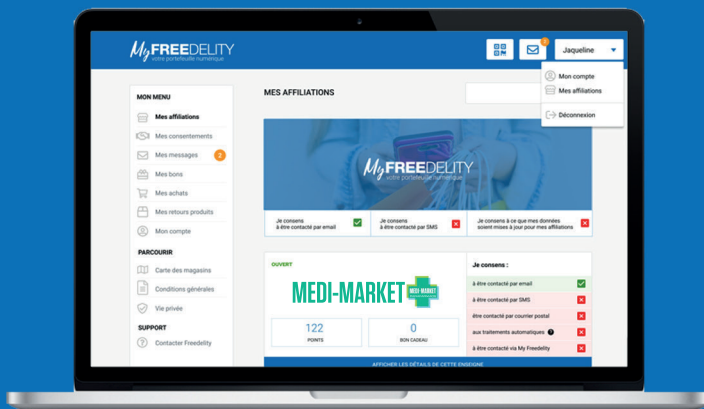 MyFREEDELITY
votre portefeuille numérique
2
Jaqueline
Mon compte
Mes affiliations
Déconnexion
MON MENU
Mes affiliations
Mes consentements
Mes messages 2
Mes bons
Mes achats
Mes retours produits
Mon compte
PARCOURIR
Carte des magasins
Conditions générales
Vie privée
SUPPORT
Contacter Freedelity
MES AFFILIATIONS
MyFREEDELITY
votre portefeuille numérique
Je consens
à être contacté par email
Je consens
à être contacté par SMS
Je consens à ce que mes données
soient mises à jour pour mes affiliations
OUVERT
MEDI-MARKET
MEDI-MARKET
122
POINTS
0
BON CADEAU
Je consens :
à être contacté par email
à être contacté par SMS
être contacté par courrier postal
aux traitements automatiques ?
à être contacté via My Freedelity
AFFICHER LES DÉTAILS DE CETTE ENSEIGNE